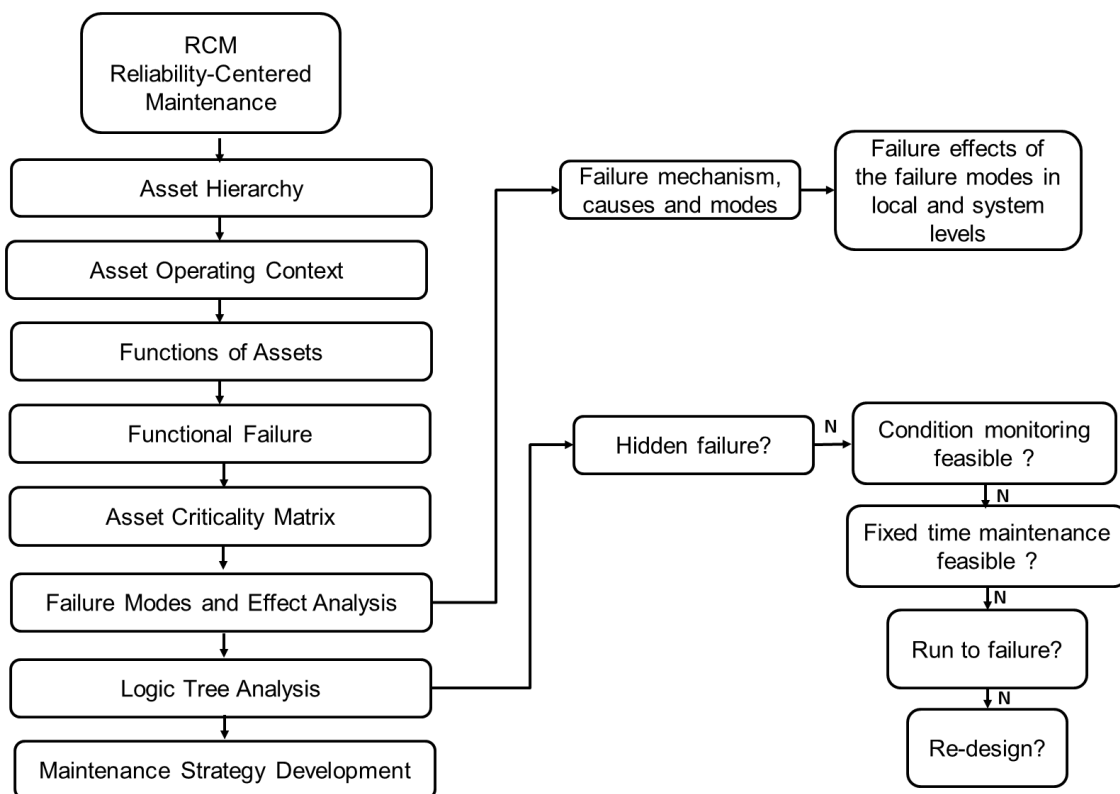 RCM
Reliability-Centered
Maintenance
Asset Hierarchy
Asset Operating Context
Functions of Assets
Functional Failure
Asset Criticality Matrix
Failure Modes and Effect Analysis
Logic Tree Analysis
Maintenance Strategy Development
Failure mechanism,
causes and modes
Failure effects of
the failure modes in
local and system
levels
Hidden failure?
N
Condition monitoring
feasible ?
N
Fixed time maintenance
feasible ?
N
Run to failure?
N
Re-design?